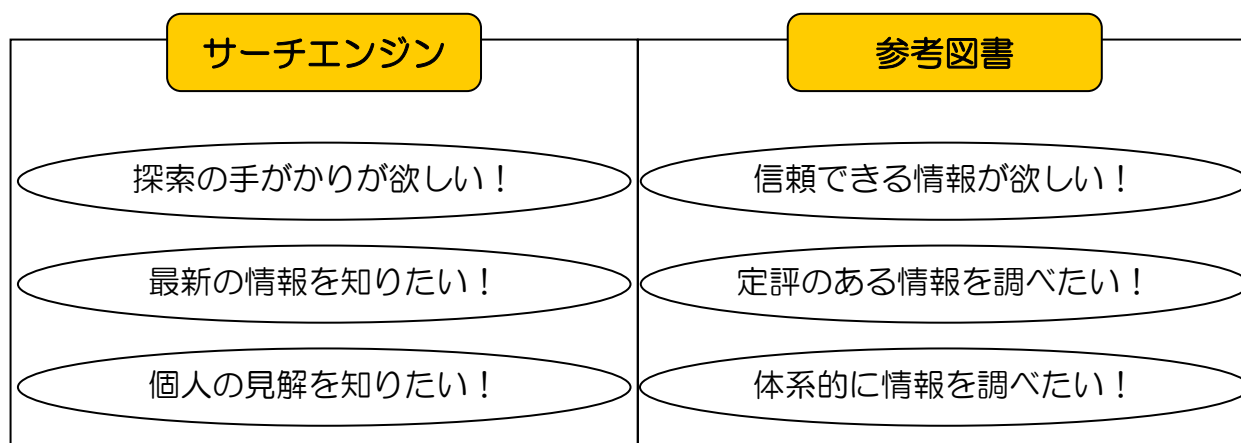 サーチエンジン
探索の手がかりが欲しい！
最新の情報を知りたい！
個人の見解を知りたい！
参考図書
信頼できる情報が欲しい！
定評のある情報を調べたい！
体系的に情報を調べたい！